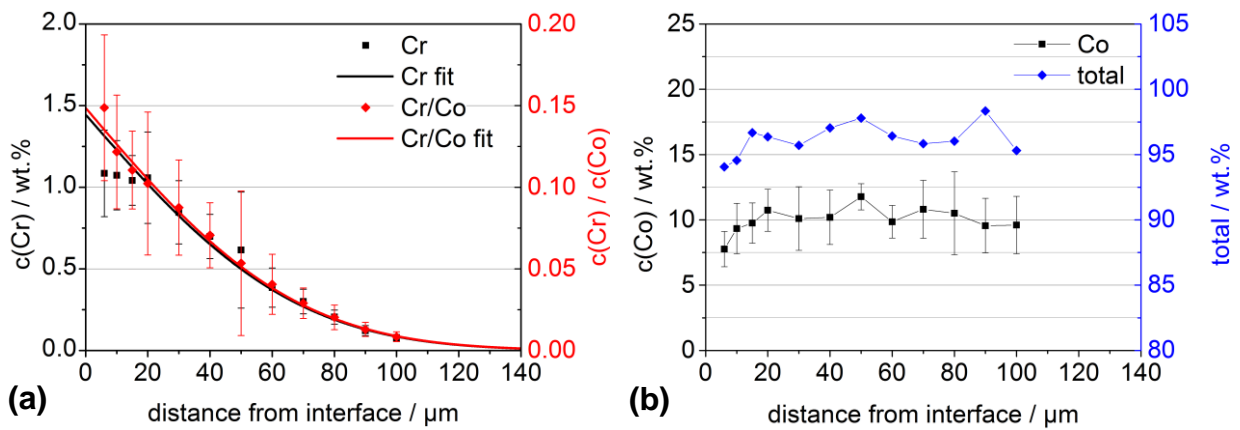 2.0
1.5
1.0
0.5
0.0
c(Cr) / wt.%
Cr
Cr fit
Cr/Co
Cr/Co fit
0.20
0.15
0.10
0.05
0.00
c(Cr) / c(Co)
0 20 40 60 80 100 120 140
distance from interface / μm
(a)
25
20
15
10
5
0
c(Co) / wt.%
Co
total
105
100
95
90
85
80
total / wt.%
0 20 40 60 80 100 120 140
distance from interface / μm
(b)